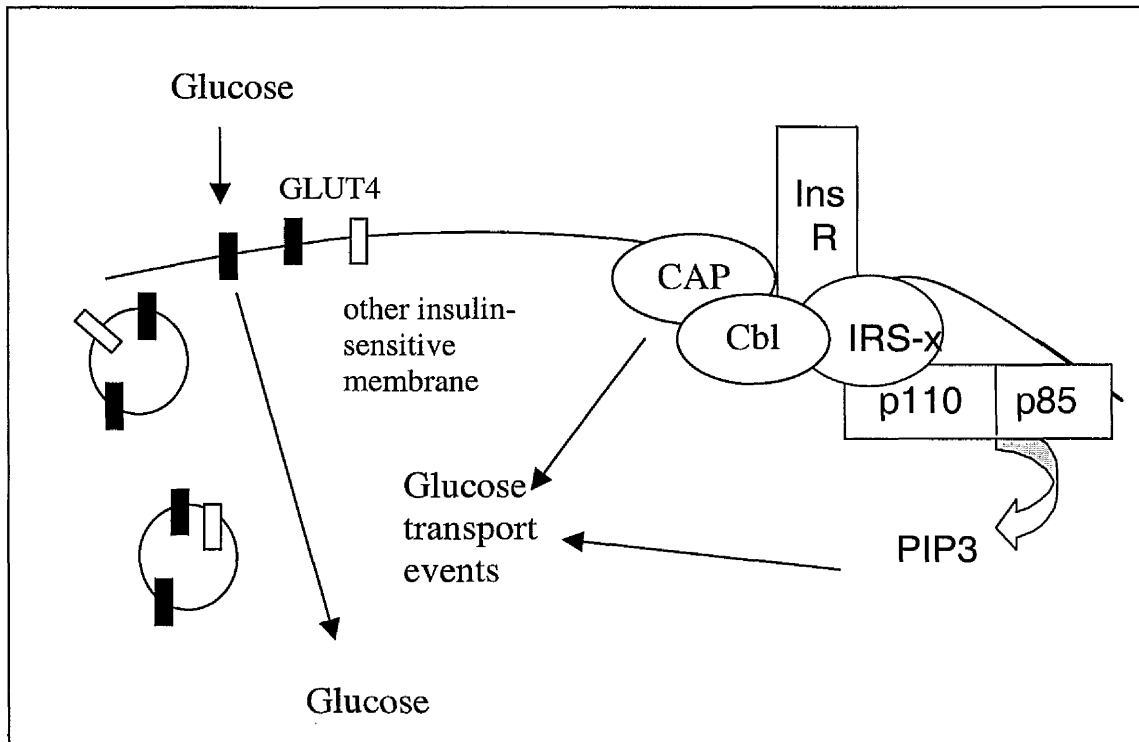 Glucose
GLUT4
Ins
R
CAP
Cbl
IRS-x
other insulin-
sensitive
membrane
p110
p85
Glucose
transport
events
PIP3
Glucose